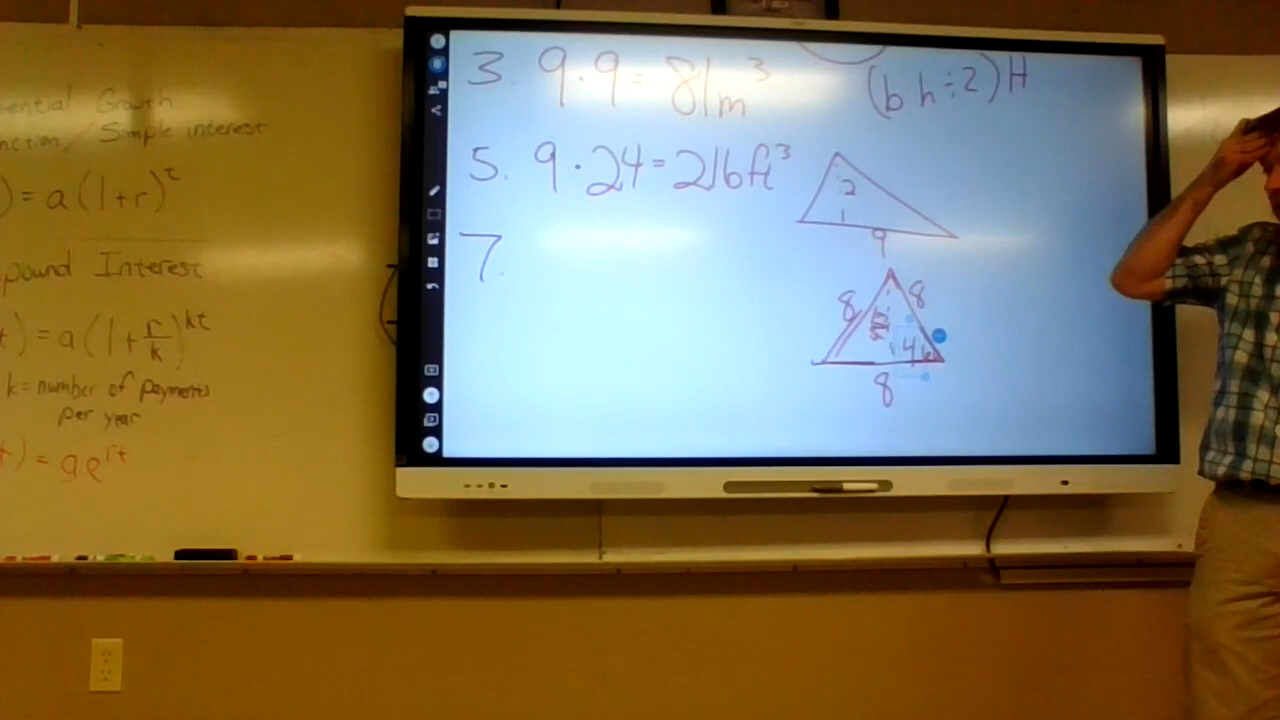 ential Growth
nction / Simple interest
) = a(1+r)^t
pound Interest
t) = a(1+r/k)^kt
k = number of payments
per year
t) = ae^rt
3. 9·9 = 81m³
(b h÷2)H
5. 9·24 = 216ft³
2
9
7.
8 8
4
8